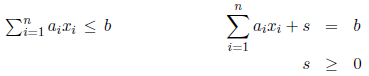 ∑ⁿᵢ₌₁ aᵢxᵢ ≤ b
∑ⁿᵢ₌₁ aᵢxᵢ + s = b
s ≥ 0